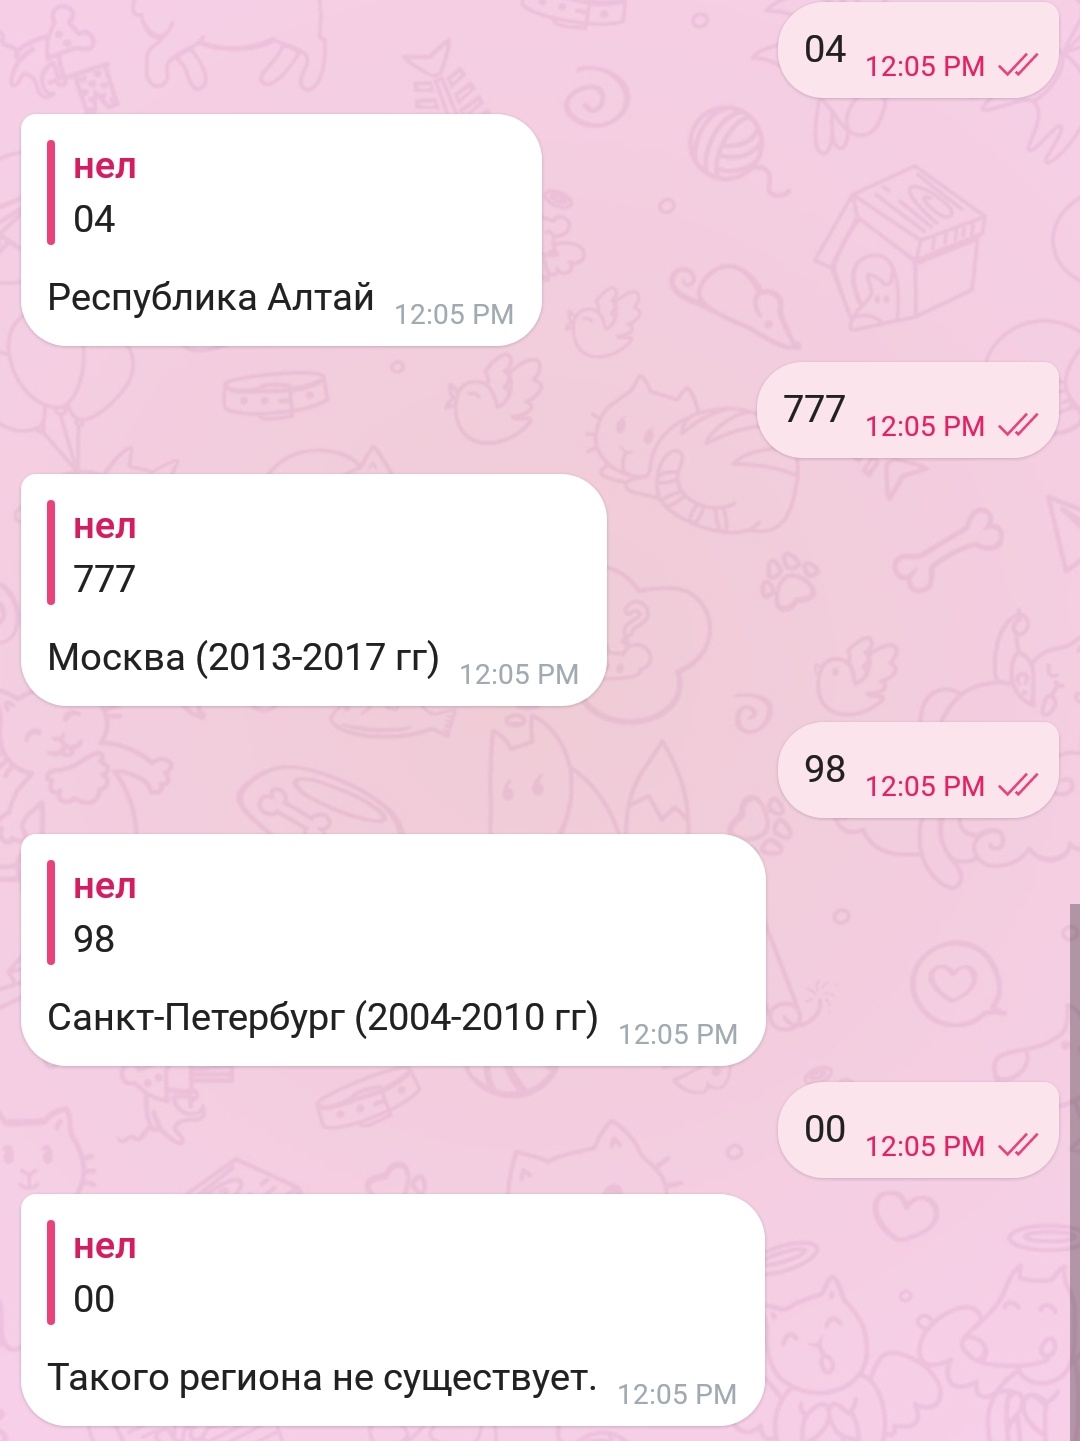 04 12:05 PM
нел
04
Республика Алтай 12:05 PM
777 12:05 PM
нел
777
Москва (2013-2017 гг) 12:05 PM
98 12:05 PM
нел
98
Санкт-Петербург (2004-2010 гг) 12:05 PM
00 12:05 PM
нел
00
Такого региона не существует. 12:05 PM